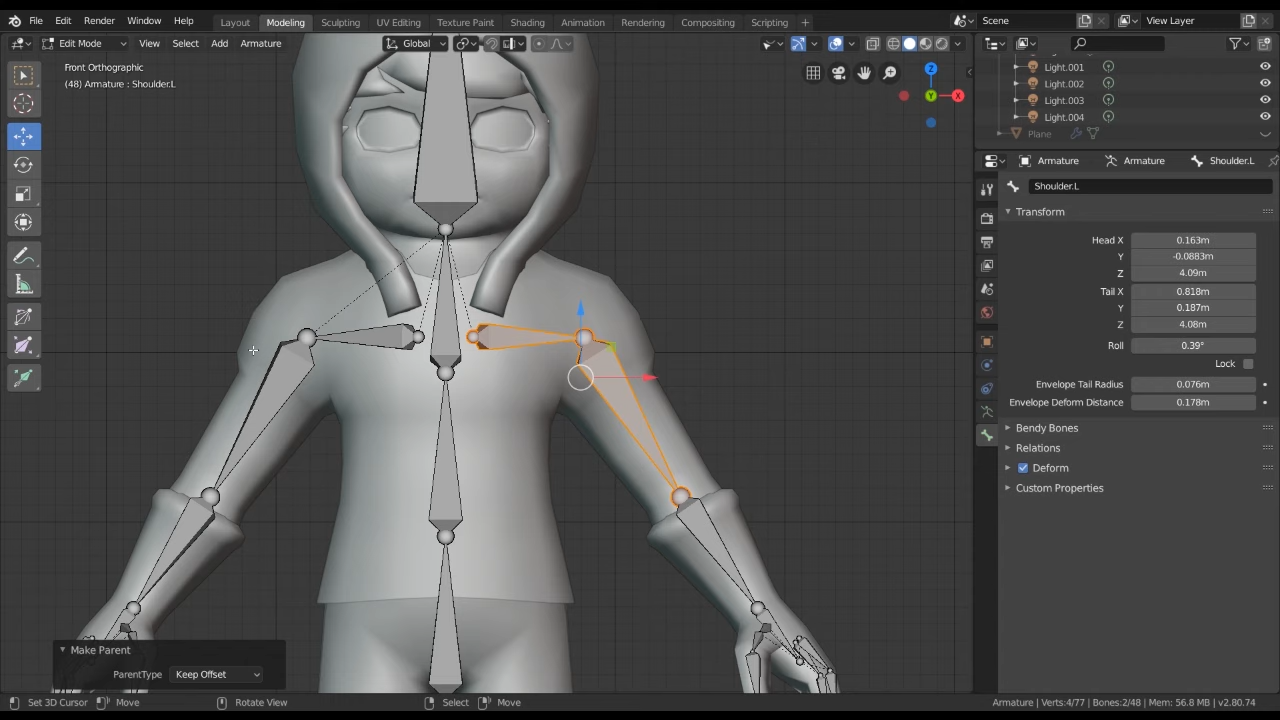 File Edit Render Window Help Layout Modeling Sculpting UV Editing Texture Paint Shading Animation Rendering Compositing Scripting + Scene View Layer
Edit Mode View Select Add Armature Global
Front Orthographic
(48) Armature : Shoulder.L
Z
Y
X
Light.001
Light.002
Light.003
Light.004
Plane
Armature Armature Shoulder.L
Shoulder.L
Transform
Head X 0.163m
Y -0.0883m
Z 4.09m
Tail X 0.818m
Y 0.187m
Z 4.08m
Roll 0.39°
Lock
Envelope Tail Radius 0.076m
Envelope Deform Distance 0.178m
Bendy Bones
Relations
Deform
Custom Properties
Make Parent
ParentType Keep Offset
Set 3D Cursor Move Rotate View Select Move Armature | Verts:4/77 | Bones:2/48 | Mem: 56.8 MB | v2.80.74